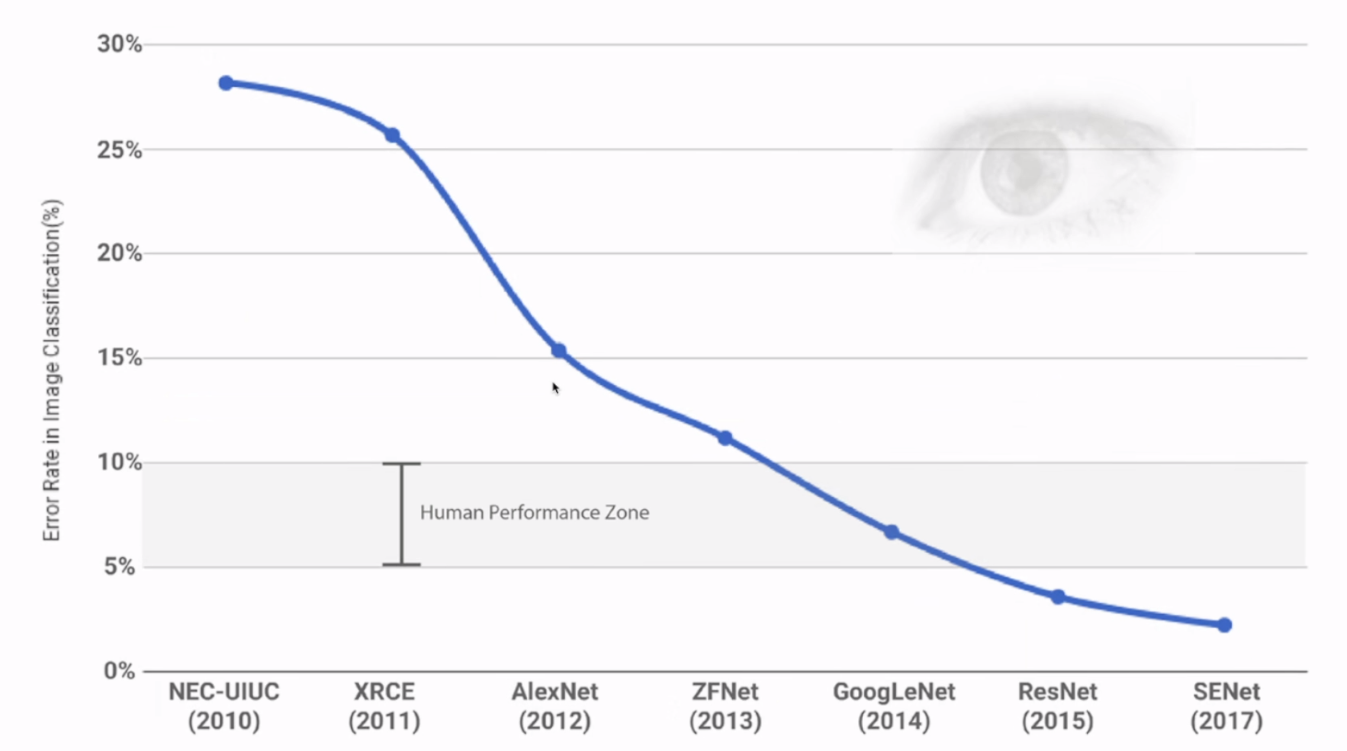 30%
25%
20%
15%
10%
5%
0%
Error Rate in Image Classification(%)
Human Performance Zone
NEC-UIUC
(2010)
XRCE
(2011)
AlexNet
(2012)
ZFNet
(2013)
GoogLeNet
(2014)
ResNet
(2015)
SENet
(2017)